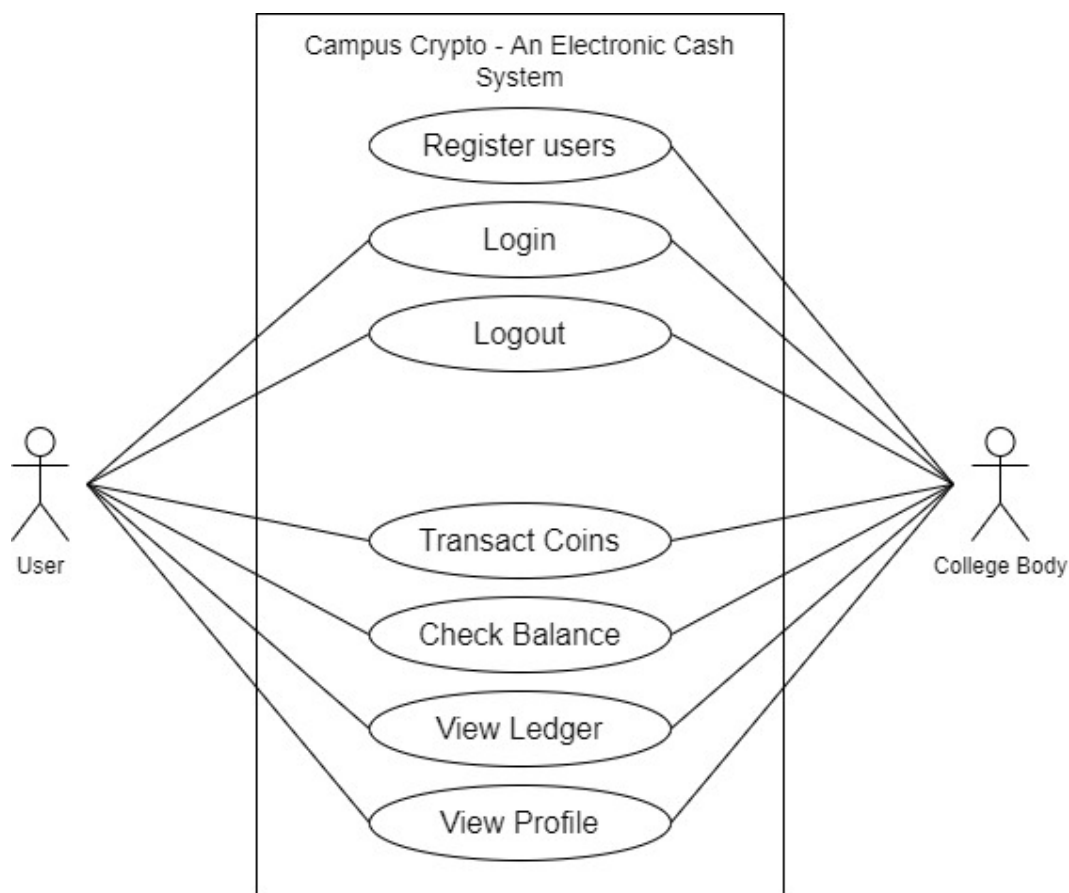 Campus Crypto - An Electronic Cash
System
Register users
Login
Logout
User
College Body
Transact Coins
Check Balance
View Ledger
View Profile